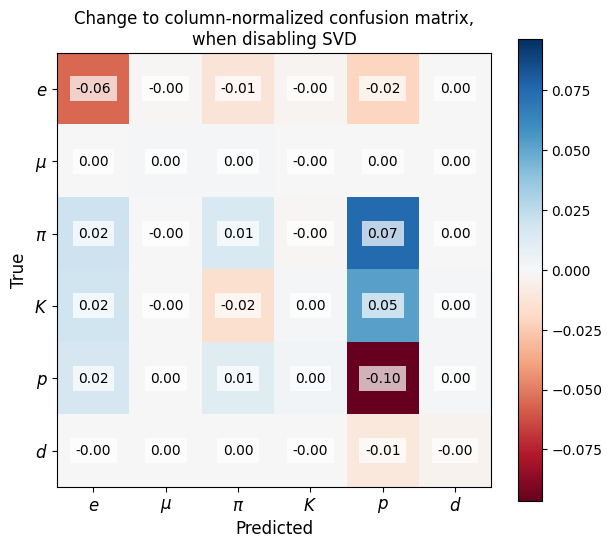 Change to column-normalized confusion matrix,
when disabling SVD
e -0.06 -0.00 -0.01 -0.00 -0.02 0.00
μ 0.00 0.00 0.00 -0.00 0.00 0.00
π 0.02 -0.00 0.01 -0.00 0.07 0.00
K 0.02 -0.00 -0.02 0.00 0.05 0.00
p 0.02 0.00 0.01 0.00 -0.10 0.00
d -0.00 0.00 0.00 -0.00 -0.01 -0.00
e μ π K p d
Predicted
True
0.075
0.050
0.025
0.000
−0.025
−0.050
−0.075